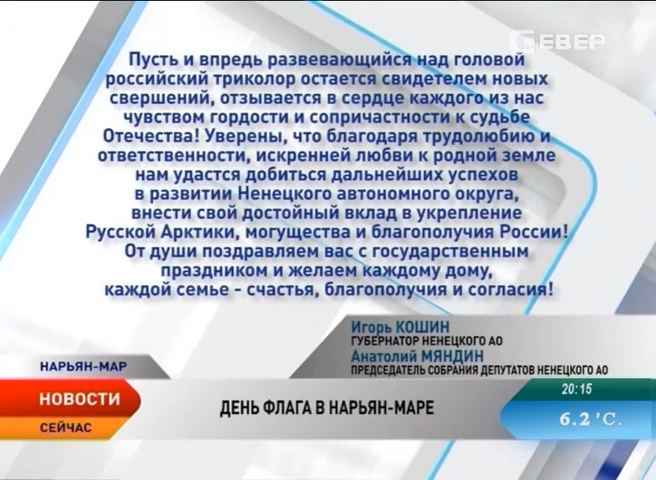 СЕВЕР
Пусть и впредь развевающийся над головой
российский триколор остается свидетелем новых
свершений, отзывается в сердце каждого из нас
чувством гордости и сопричастности к судьбе
Отечества! Уверены, что благодаря трудолюбию и
ответственности, искренней любви к родной земле
нам удастся добиться дальнейших успехов
в развитии Ненецкого автономного округа,
внести свой достойный вклад в укрепление
Русской Арктики, могущества и благополучия России!
От души поздравляем вас с государственным
праздником и желаем каждому дому,
каждой семье - счастья, благополучия и согласия!
Игорь КОШИН
ГУБЕРНАТОР НЕНЕЦКОГО АО
Анатолий МЯНДИН
ПРЕДСЕДАТЕЛЬ СОБРАНИЯ ДЕПУТАТОВ НЕНЕЦКОГО АО
НАРЬЯН-МАР
НОВОСТИ
СЕЙЧАС
ДЕНЬ ФЛАГА В НАРЬЯН-МАРЕ
20:15
6.2 'C.